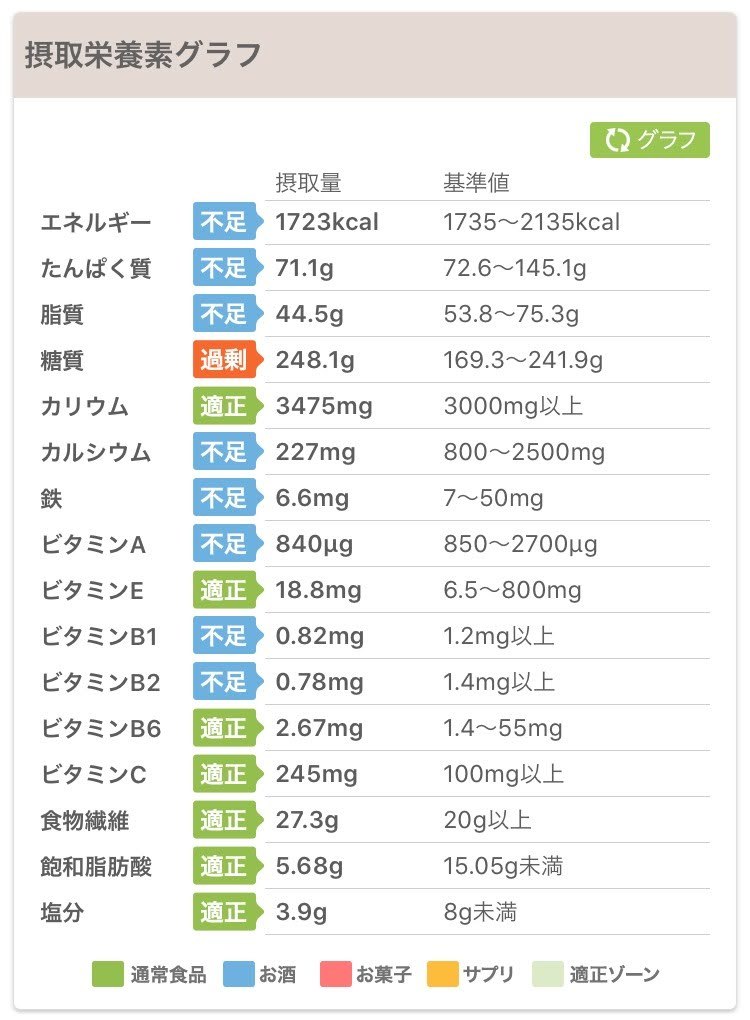 摂取栄養素グラフ
グラフ
摂取量 基準値
エネルギー 不足 1723kcal 1735〜2135kcal
たんぱく質 不足 71.1g 72.6〜145.1g
脂質 不足 44.5g 53.8〜75.3g
糖質 過剰 248.1g 169.3〜241.9g
カリウム 適正 3475mg 3000mg以上
カルシウム 不足 227mg 800〜2500mg
鉄 不足 6.6mg 7〜50mg
ビタミンA 不足 840μg 850〜2700μg
ビタミンE 適正 18.8mg 6.5〜800mg
ビタミンB1 不足 0.82mg 1.2mg以上
ビタミンB2 不足 0.78mg 1.4mg以上
ビタミンB6 適正 2.67mg 1.4〜55mg
ビタミンC 適正 245mg 100mg以上
食物繊維 適正 27.3g 20g以上
飽和脂肪酸 適正 5.68g 15.05g未満
塩分 適正 3.9g 8g未満
通常食品 お酒 お菓子 サプリ 適正ゾーン